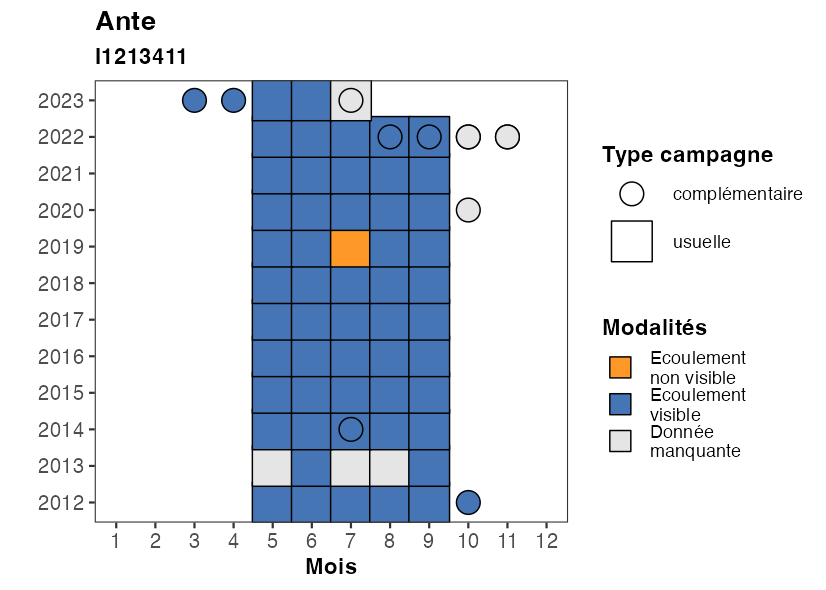 Ante
I1213411
2023
2022
2021
2020
2019
2018
2017
2016
2015
2014
2013
2012
1 2 3 4 5 6 7 8 9 10 11 12
Mois
Type campagne
complémentaire
usuelle
Modalités
Ecoulement
non visible
Ecoulement
visible
Donnée
manquante